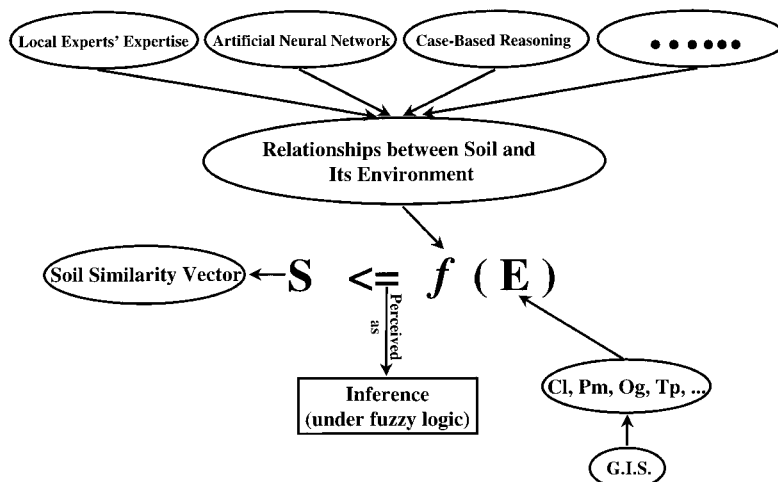 Local Experts' Expertise
Artificial Neural Network
Case-Based Reasoning
● ● ● ● ● ●
Relationships between Soil and
Its Environment
Soil Similarity Vector
S <= f ( E )
Perceived
as
Inference
(under fuzzy logic)
Cl, Pm, Og, Tp, ...
G.I.S.